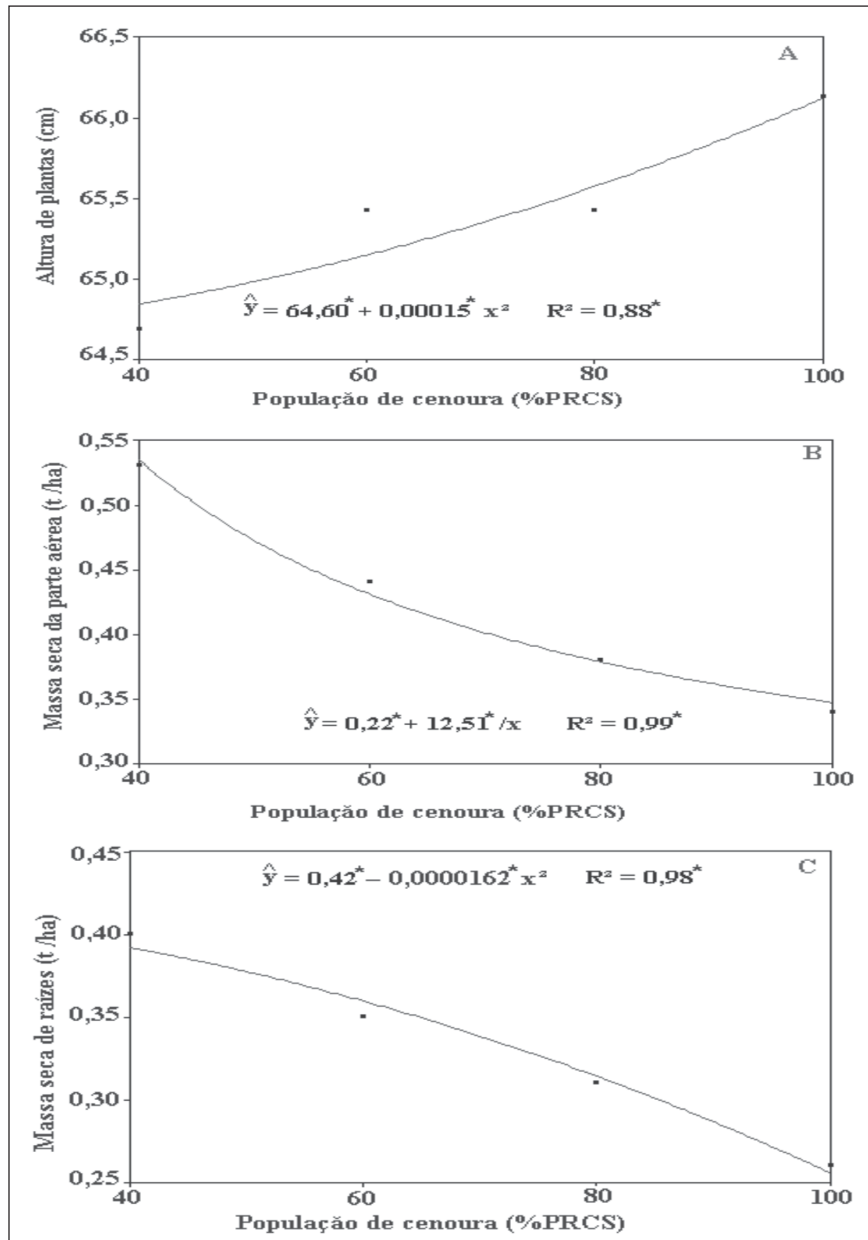 A
Altura de plantas (cm)
66,5
66,0
65,5
65,0
64,5
ŷ = 64,60* + 0,00015* x² R² = 0,88*
40 60 80 100
População de cenoura (%PRCS)
B
Massa seca da parte aérea (t /ha)
0,55
0,50
0,45
0,40
0,35
0,30
ŷ = 0,22* + 12,51* /x R² = 0,99*
40 60 80 100
População de cenoura (%PRCS)
C
Massa seca de raízes (t /ha)
0,45
0,40
0,35
0,30
0,25
ŷ = 0,42* – 0,0000162* x² R² = 0,98*
40 60 80 100
População de cenoura (%PRCS)